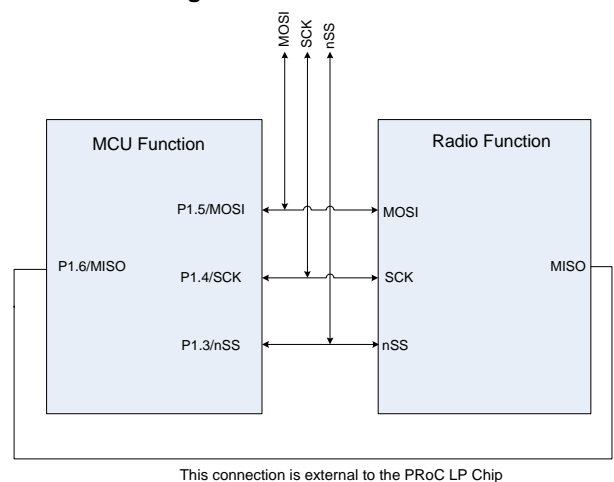 MOSI
SCK
nSS
MCU Function
Radio Function
P1.5/MOSI
MOSI
P1.6/MISO
P1.4/SCK
SCK
MISO
P1.3/nSS
nSS
This connection is external to the PRoC LP Chip